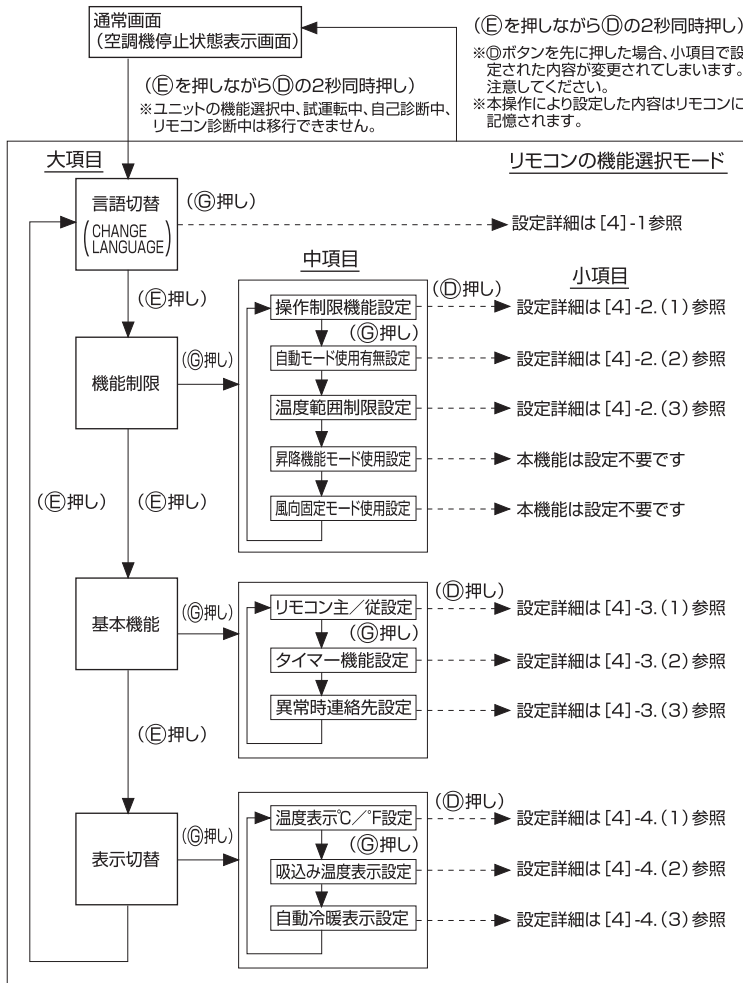 通常画面
(空調機停止状態表示画面)
(Ⓔを押しながらⒹの2秒同時押し)
※Ⓓボタンを先に押した場合、小項目で設
定された内容が変更されてしまいます。
注意してください。
※本操作により設定した内容はリモコンに
記憶されます。
(Ⓔを押しながらⒹの2秒同時押し)
※ユニットの機能選択中、試運転中、自己診断中、
リモコン診断中は移行できません。
大項目
リモコンの機能選択モード
言語切替
(CHANGE
LANGUAGE)
(Ⓖ押し)
設定詳細は[4]-1参照
中項目
小項目
(Ⓔ押し)
機能制限
(Ⓖ押し)
操作制限機能設定
(Ⓓ押し)
設定詳細は[4]-2.(1)参照
(Ⓖ押し)
自動モード使用有無設定
設定詳細は[4]-2.(2)参照
温度範囲制限設定
設定詳細は[4]-2.(3)参照
昇降機能モード使用設定
本機能は設定不要です
風向固定モード使用設定
本機能は設定不要です
(Ⓔ押し)
(Ⓔ押し)
基本機能
(Ⓖ押し)
リモコン主/従設定
(Ⓓ押し)
設定詳細は[4]-3.(1)参照
(Ⓖ押し)
タイマー機能設定
設定詳細は[4]-3.(2)参照
異常時連絡先設定
設定詳細は[4]-3.(3)参照
(Ⓔ押し)
表示切替
(Ⓖ押し)
温度表示℃/°F設定
(Ⓓ押し)
設定詳細は[4]-4.(1)参照
(Ⓖ押し)
吸込み温度表示設定
設定詳細は[4]-4.(2)参照
自動冷暖表示設定
設定詳細は[4]-4.(3)参照